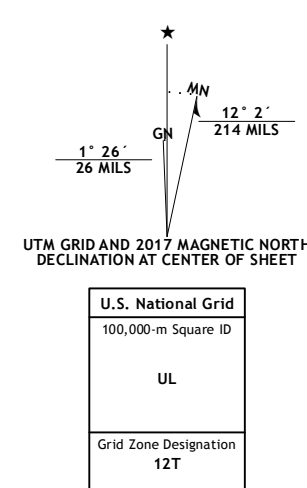 ★
MN
GN
12° 2´
214 MILS
1° 26´
26 MILS
UTM GRID AND 2017 MAGNETIC NORTH
DECLINATION AT CENTER OF SHEET
U.S. National Grid
100,000-m Square ID
UL
Grid Zone Designation
12T